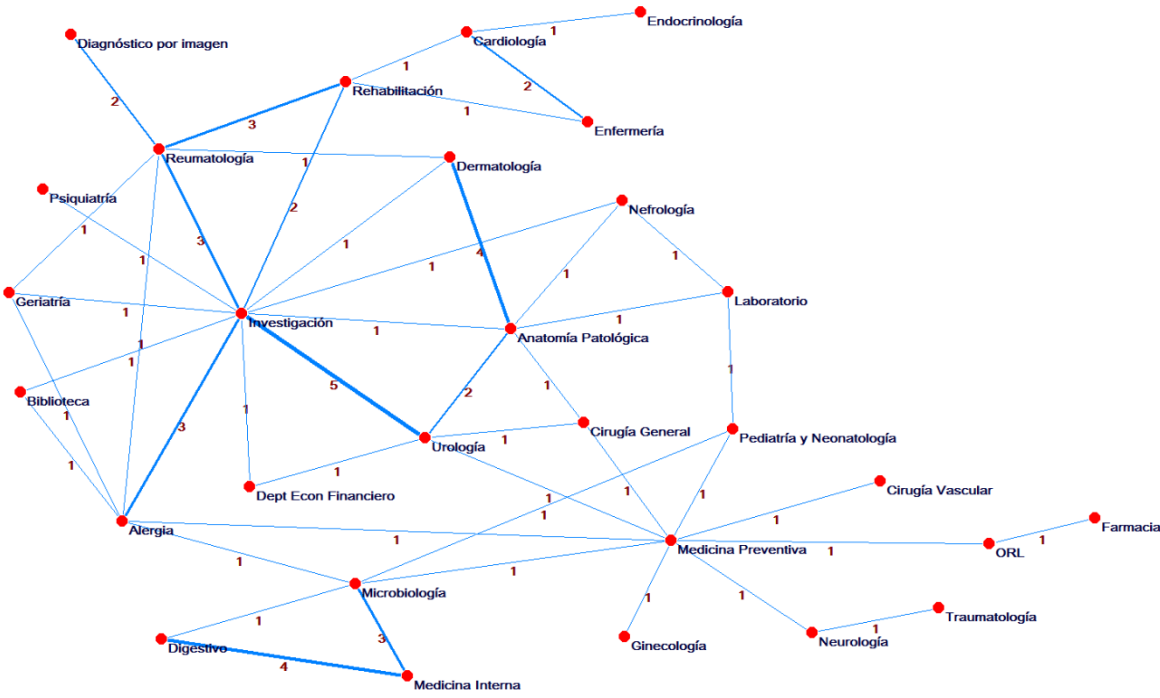 Endocrinología
1
Diagnóstico por imagen
Cardiología
1
2
Rehabilitación
2
1
3
Enfermería
Reumatología
1
Dermatología
Psiquiatría
Nefrología
2
1
3
1
4
1
1
1
1
1
Geriatría
Laboratorio
1
Investigación
1
1
Anatomía Patológica
1
1
1
5
2
Biblioteca
1
1
1
3
Cirugía General
Pediatría y Neonatología
1
Urología
1
1
Dept Econ Financiero
Cirugía Vascular
1
1
1
1
1
Farmacia
Alergia
1
Medicina Preventiva
1
1
ORL
1
1
Microbiología
1
1
Traumatología
1
3
1
Digestivo
Ginecología
Neurología
4
Medicina Interna